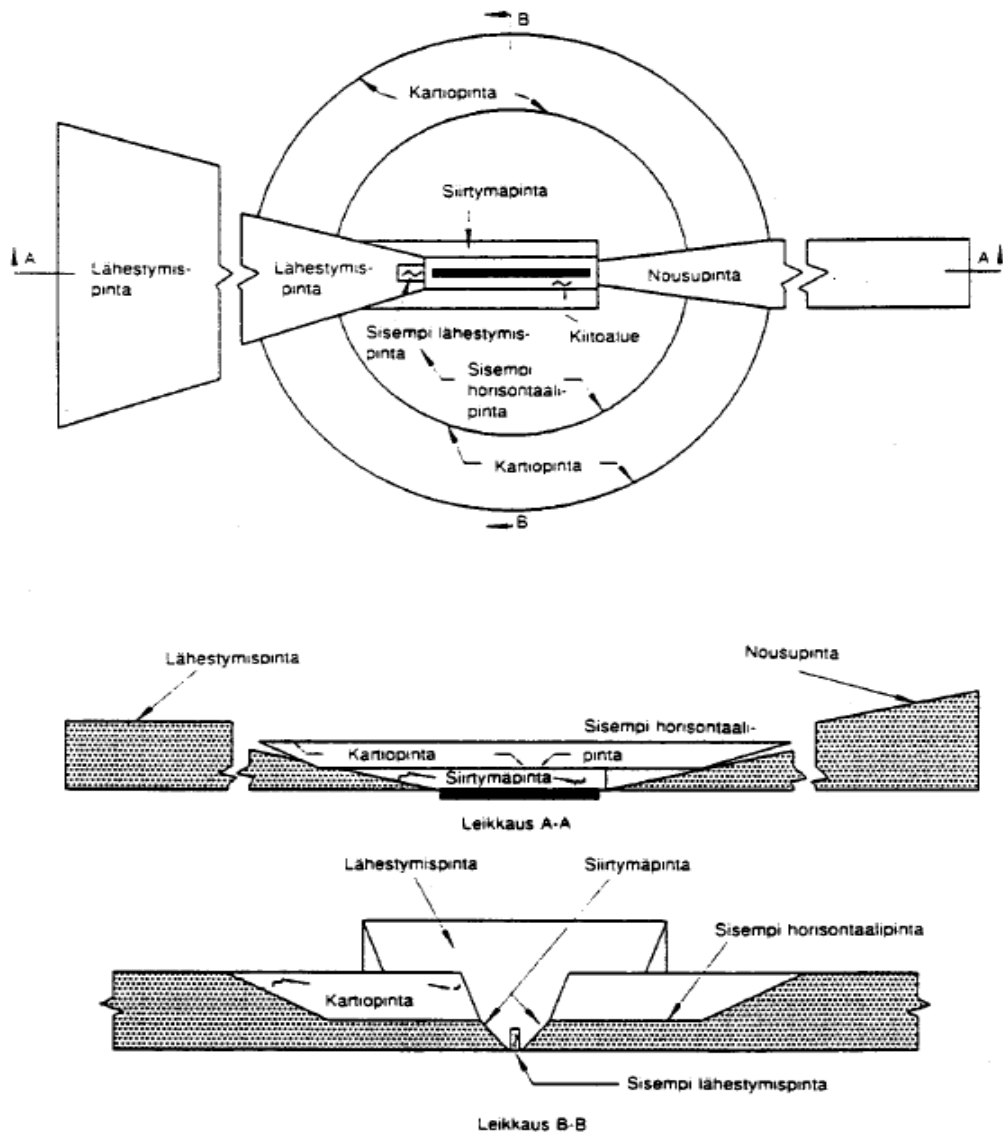 B
Kartiopinta
Siirtymäpinta
A
Lähestymis-
pinta
Lähestymis-
pinta
Nousupinta
A
Sisempi lähestymis-
pinta
Kiitoalue
Sisempi
horisontaali-
pinta
Kartiopinta
B
Lähestymispinta
Nousupinta
Sisempi horisontaali-
pinta
Kartiopinta
Siirtymäpinta
Leikkaus A-A
Lähestymispinta
Siirtymäpinta
Sisempi horisontaalipinta
Kartiopinta
Sisempi lähestymispinta
Leikkaus B-B